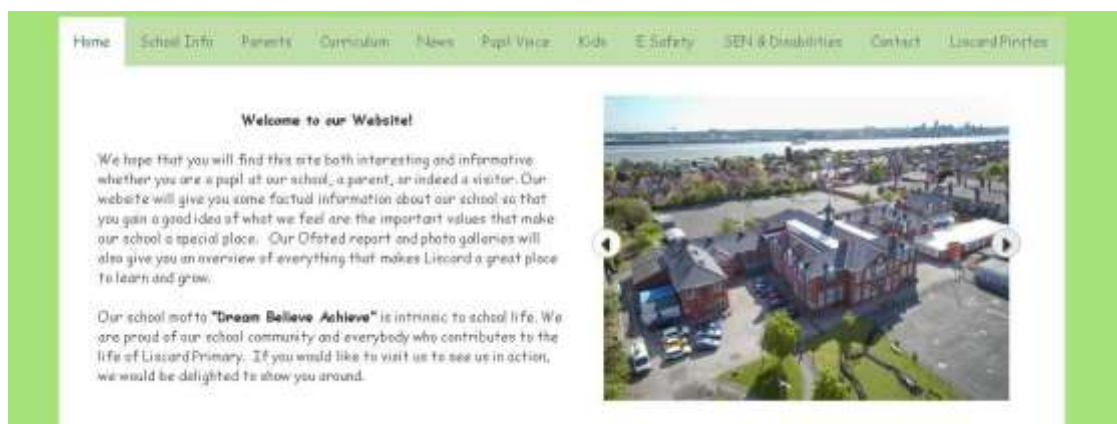 Home School Info Parents Curriculum News Pupil Voice Kids E Safety SEN & Disabilities Contact Liscard Pirates
Welcome to our Website!
We hope that you will find this site both interesting and informative
whether you are a pupil at our school, a parent, or indeed a visitor. Our
website will give you some factual information about our school so that
you gain a good idea of what we feel are the important values that make
our school a special place. Our Ofsted report and photo galleries will
also give you an overview of everything that makes Liscard a great place
to learn and grow.
Our school motto "Dream Believe Achieve" is intrinsic to school life. We
are proud of our school community and everybody who contributes to the
life of Liscard Primary. If you would like to visit us to see us in action,
we would be delighted to show you around.